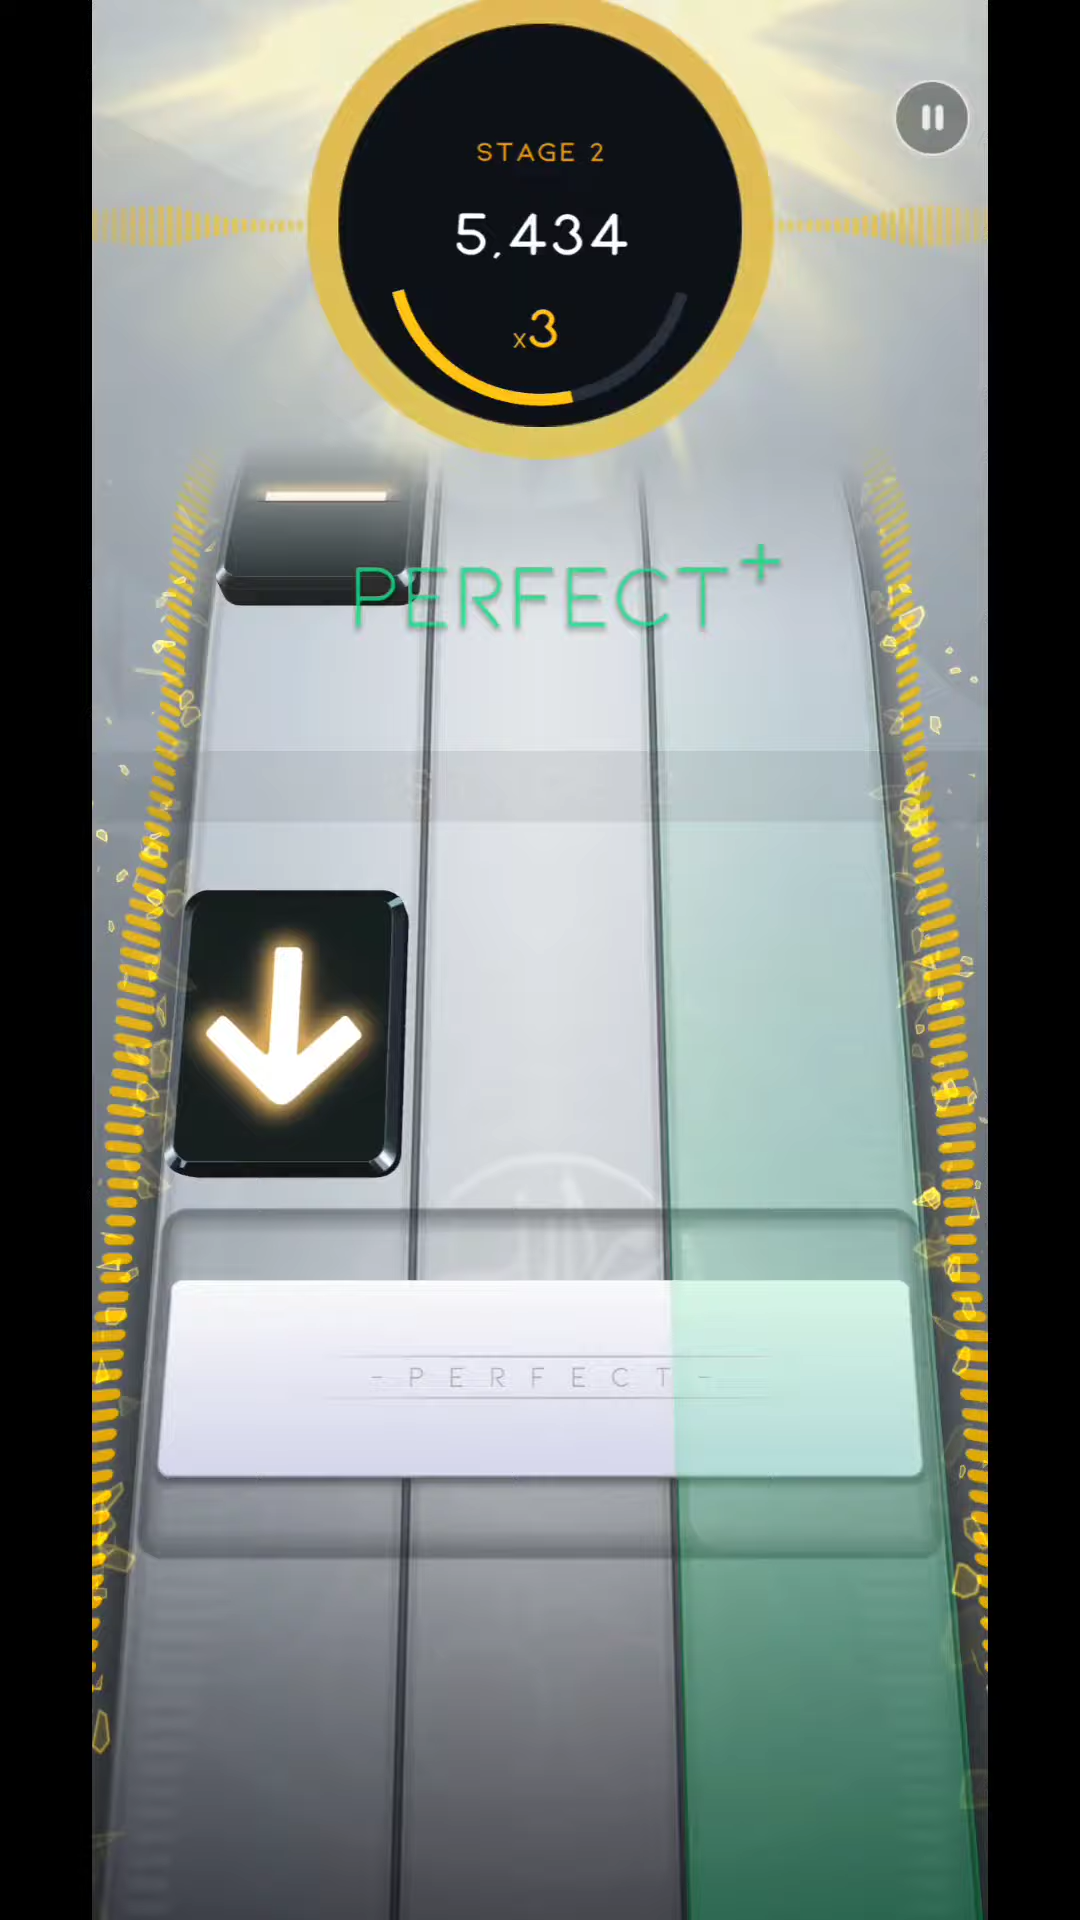 STAGE 2
5,434
x3
PERFECT+
- PERFECT -